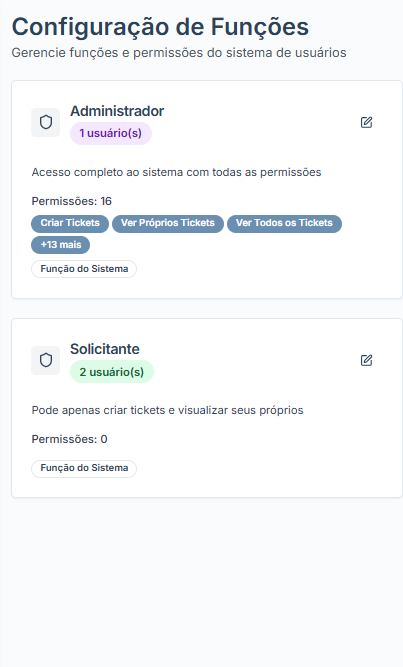 Configuração de Funções
Gerencie funções e permissões do sistema de usuários
Administrador
1 usuário(s)
Acesso completo ao sistema com todas as permissões
Permissões: 16
Criar Tickets Ver Próprios Tickets Ver Todos os Tickets
+13 mais
Função do Sistema
Solicitante
2 usuário(s)
Pode apenas criar tickets e visualizar seus próprios
Permissões: 0
Função do Sistema